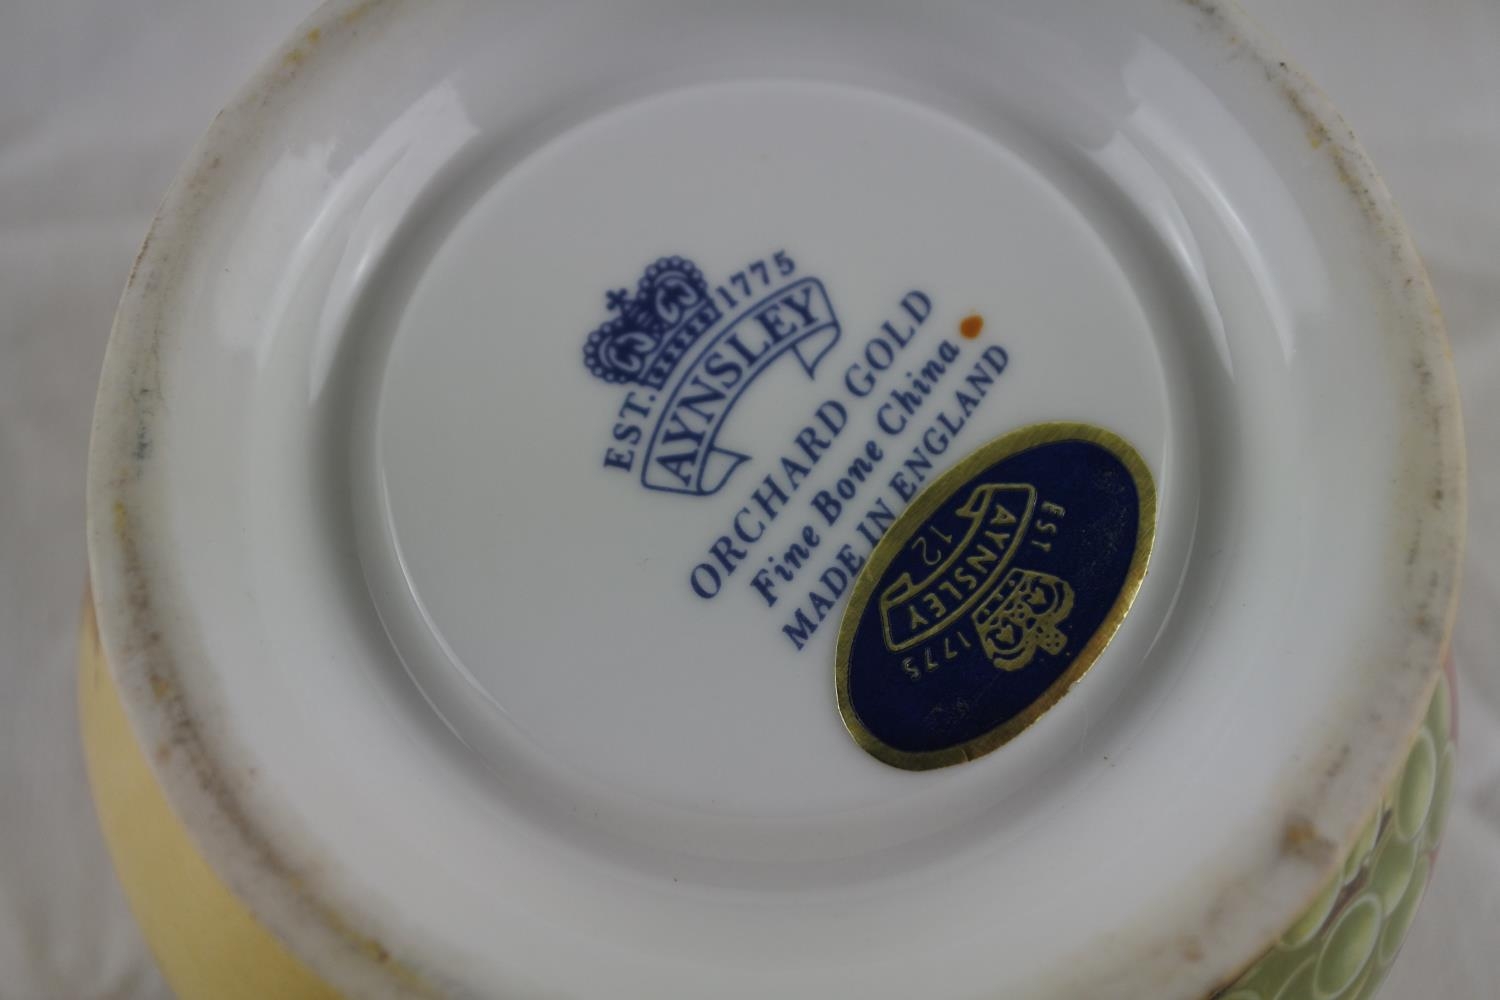 EST. 1775
AYNSLEY
ORCHARD GOLD
Fine Bone China
MADE IN ENGLAND
EST 1775
AYNSLEY
12